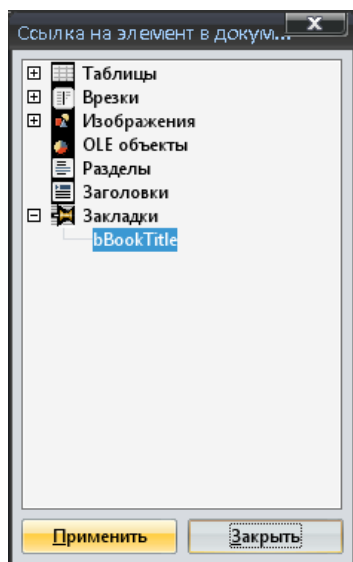 Ссылка на элемент в докум...
X
Таблицы
Врезки
Изображения
OLE объекты
Разделы
Заголовки
Закладки
bBookTitle
Применить
Закрыть